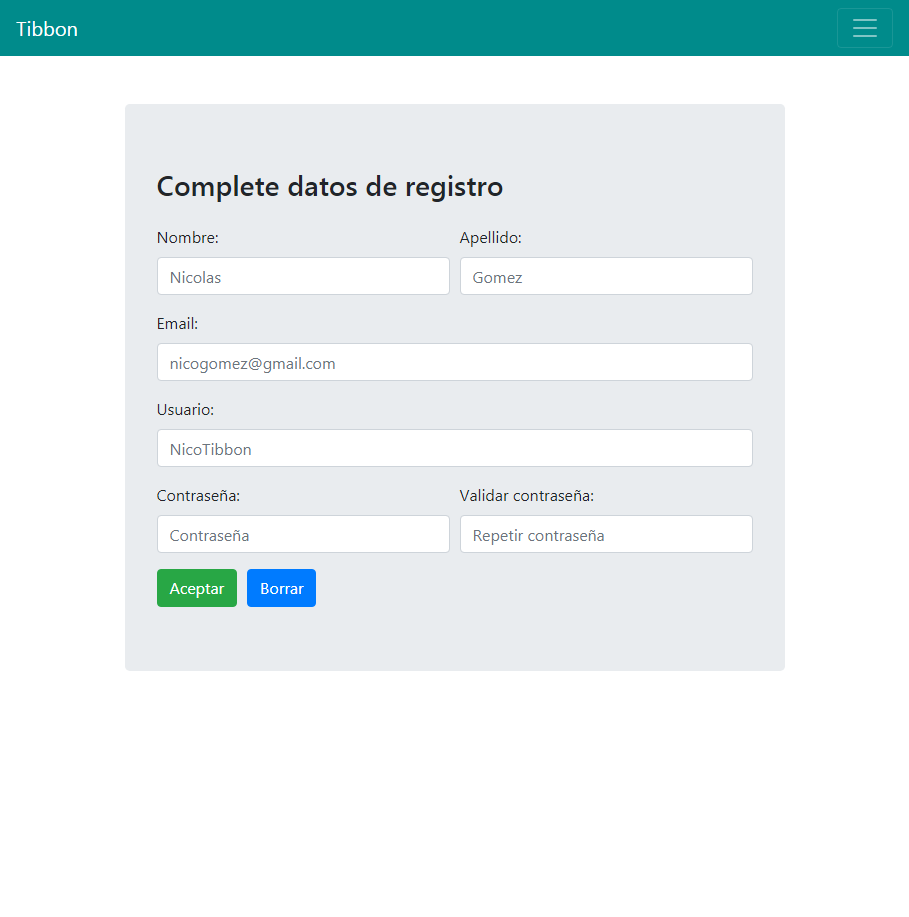 Tibbon
Complete datos de registro
Nombre: Apellido:
Nicolas Gomez
Email:
nicogomez@gmail.com
Usuario:
NicoTibbon
Contraseña: Validar contraseña:
Contraseña Repetir contraseña
Aceptar Borrar